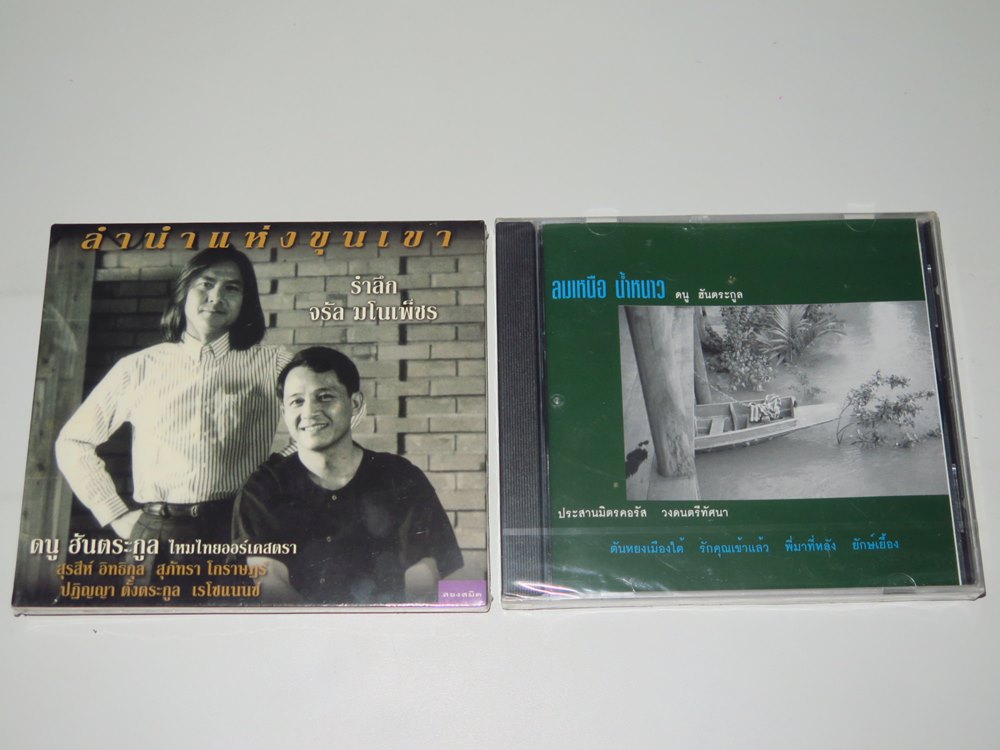 ลำนำแห่งขุนเขา
รำลึก
จรัล มโนเพ็ชร
ดนู ฮันตระกูล ไหมไทยออร์เคสตรา
สุรสีห์ อิทธิกุล สุภัทรา โกราษฎร์
ปฏิญญา ตั้งตระกูล เรโซแนนซ์
สองสมิต
ลมเหนือ น้ำหนาว ดนู ฮันตระกูล
ประสานมิตรคอรัส วงดนตรีทัศนา
ตันหยงเมืองใต้ รักคุณเข้าแล้ว พี่มาทีหลัง ยักษ์เยื้อง